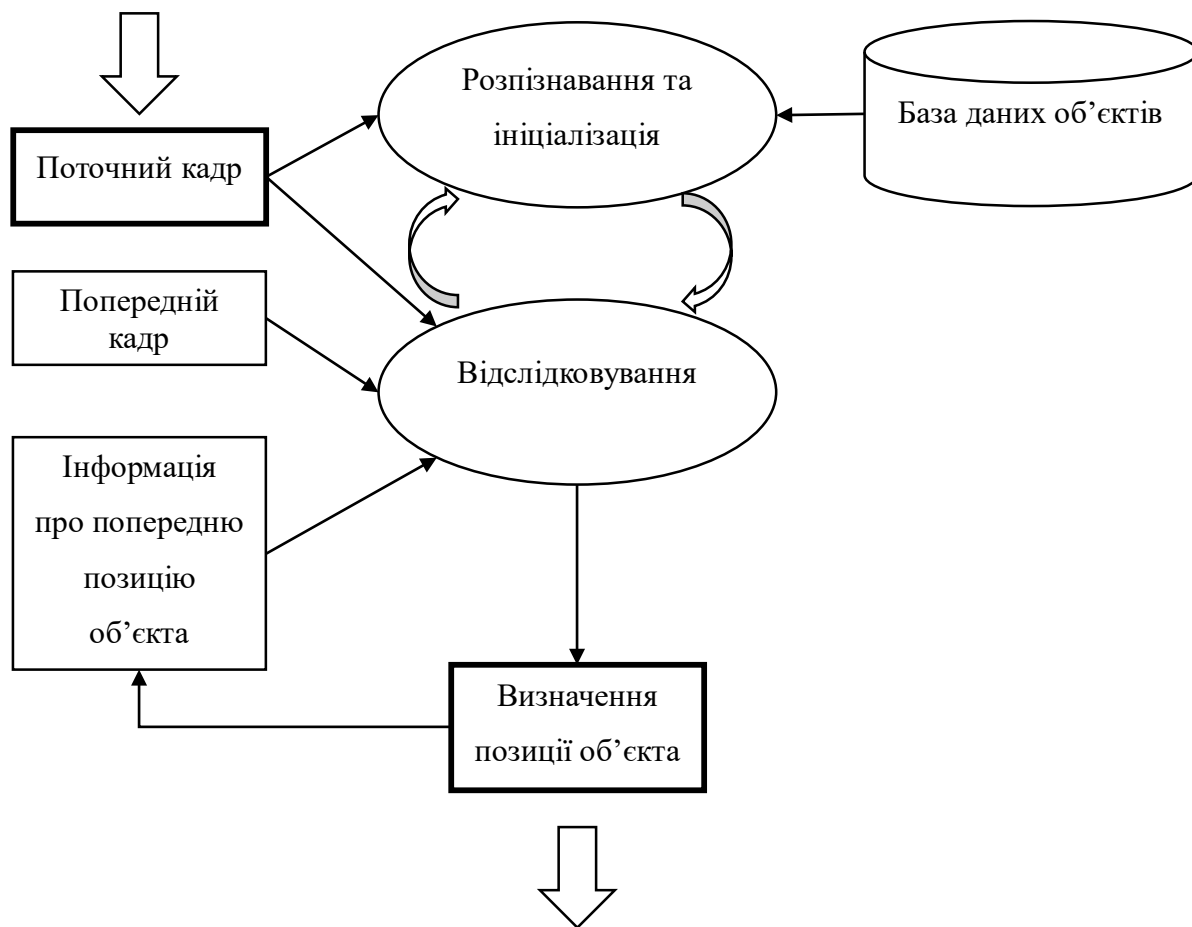 Розпізнавання та
ініціалізація
База даних об’єктів
Поточний кадр
Попередній
кадр
Відслідковування
Інформація
про попередню
позицію
об’єкта
Визначення
позиції об’єкта